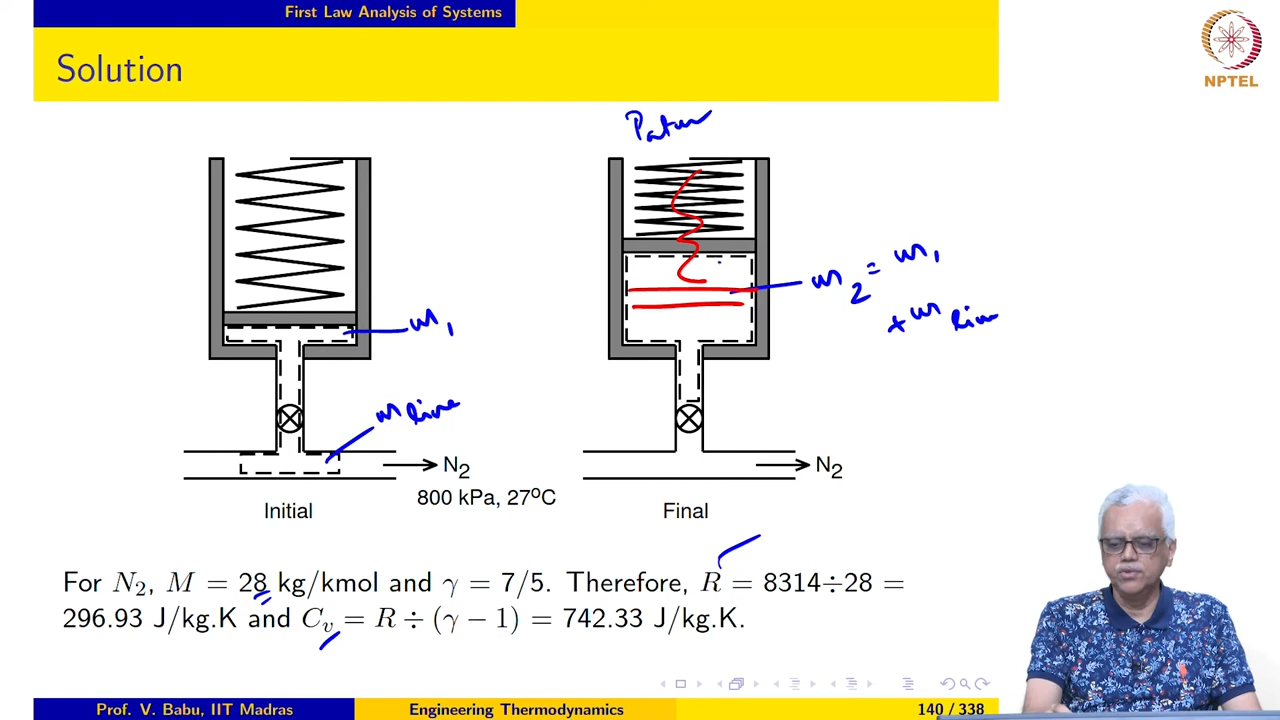 First Law Analysis of Systems
Solution
NPTEL
Patm
m1
m2 = m1
+ mline
mline
N2
800 kPa, 27°C
N2
Initial
Final
For N2, M = 28 kg/kmol and γ = 7/5. Therefore, R = 8314÷28 =
296.93 J/kg.K and Cv = R ÷ (γ − 1) = 742.33 J/kg.K.
Prof. V. Babu, IIT Madras
Engineering Thermodynamics
140 / 338